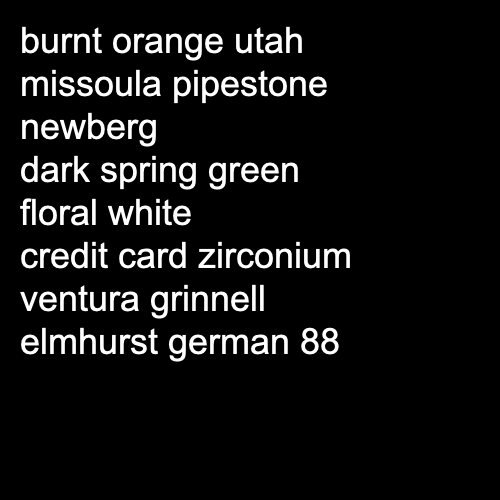 burnt orange utah
missoula pipestone
newberg
dark spring green
floral white
credit card zirconium
ventura grinnell
elmhurst german 88